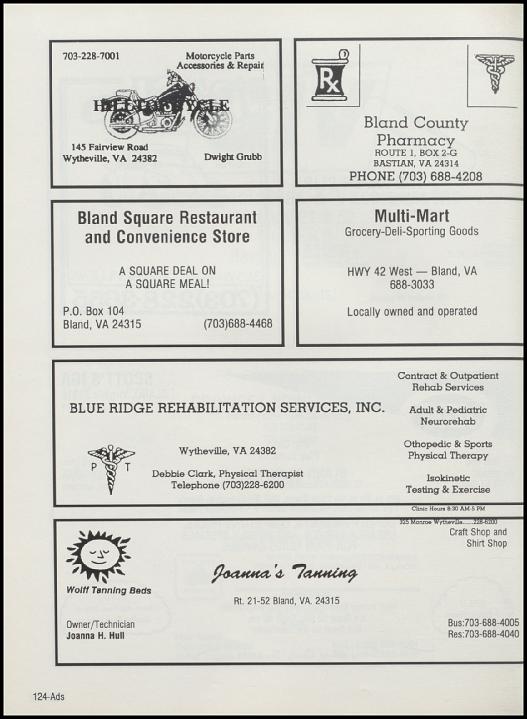 703-228-7001
Motorcycle Parts
Accessories & Repair
HILLTOP CYCLE
145 Fairview Road
Wytheville, VA 24382
Dwight Grubb
Rx
Bland County
Pharmacy
ROUTE 1, BOX 2-G
BASTIAN, VA 24314
PHONE (703) 688-4208
Bland Square Restaurant
and Convenience Store
A SQUARE DEAL ON
A SQUARE MEAL!
P.O. Box 104
Bland, VA 24315
(703)688-4468
Multi-Mart
Grocery-Deli-Sporting Goods
HWY 42 West — Bland, VA
688-3033
Locally owned and operated
BLUE RIDGE REHABILITATION SERVICES, INC.
P T
Wytheville, VA 24382
Debbie Clark, Physical Therapist
Telephone (703)228-6200
Contract & Outpatient
Rehab Services
Adult & Pediatric
Neurorehab
Othopedic & Sports
Physical Therapy
Isokinetic
Testing & Exercise
Clinic Hours 8:30 AM-5 PM
325 Monroe Wytheville......228-6200
Craft Shop and
Shirt Shop
Wolff Tanning Beds
Joanna's Tanning
Rt. 21-52 Bland, VA. 24315
Owner/Technician
Joanna H. Hull
Bus:703-688-4005
Res:703-688-4040
124-Ads